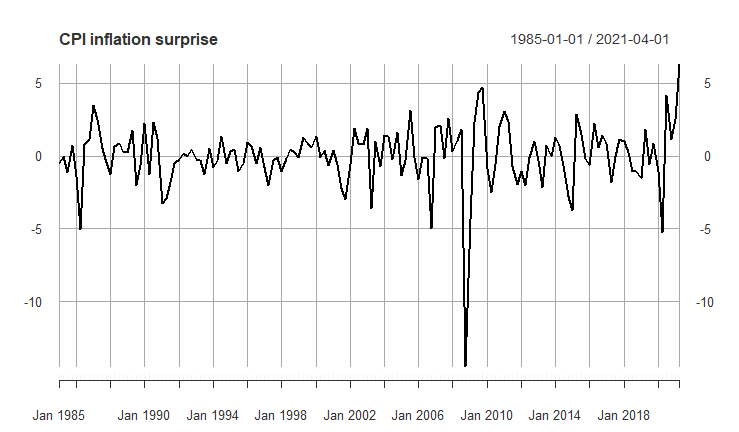 CPI inflation surprise 1985-01-01 / 2021-04-01
5 5
0 0
-5 -5
-10 -10
Jan 1985 Jan 1990 Jan 1994 Jan 1998 Jan 2002 Jan 2006 Jan 2010 Jan 2014 Jan 2018